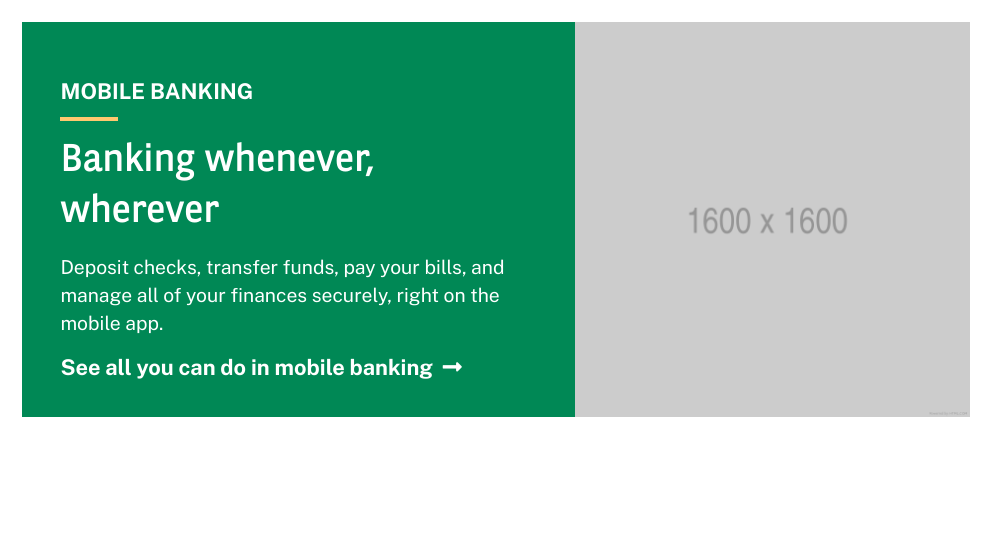 MOBILE BANKING
Banking whenever,
wherever
Deposit checks, transfer funds, pay your bills, and
manage all of your finances securely, right on the
mobile app.
See all you can do in mobile banking
1600 x 1600